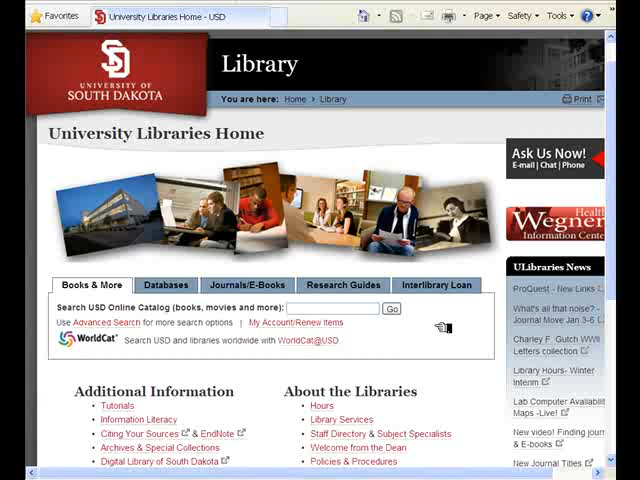 Favorites
University Libraries Home - USD
Page
Safety
Tools
SD
UNIVERSITY OF
SOUTH DAKOTA
Library
You are here: Home > Library
Print
University Libraries Home
Ask Us Now!
E-mail | Chat | Phone
Health
Wegner
Information Center
Books & More
Databases
Journals/E-Books
Research Guides
Interlibrary Loan
Search USD Online Catalog (books, movies and more):
Go
Use Advanced Search for more search options | My Account/Renew Items
WorldCat
Search USD and libraries worldwide with WorldCat@USD
ULibraries News
ProQuest - New Links
What's all that noise? -
Journal Move Jan 3-6
Charley F. Gutch WWII
Letters collection
Library Hours- Winter
Interim
Lab Computer Availabili
Maps -Live!
New video! Finding journ
& E-books
New Journal Titles
Additional Information
Tutorials
Information Literacy
Citing Your Sources & EndNote
Archives & Special Collections
Digital Library of South Dakota
About the Libraries
Hours
Library Services
Staff Directory & Subject Specialists
Welcome from the Dean
Policies & Procedures